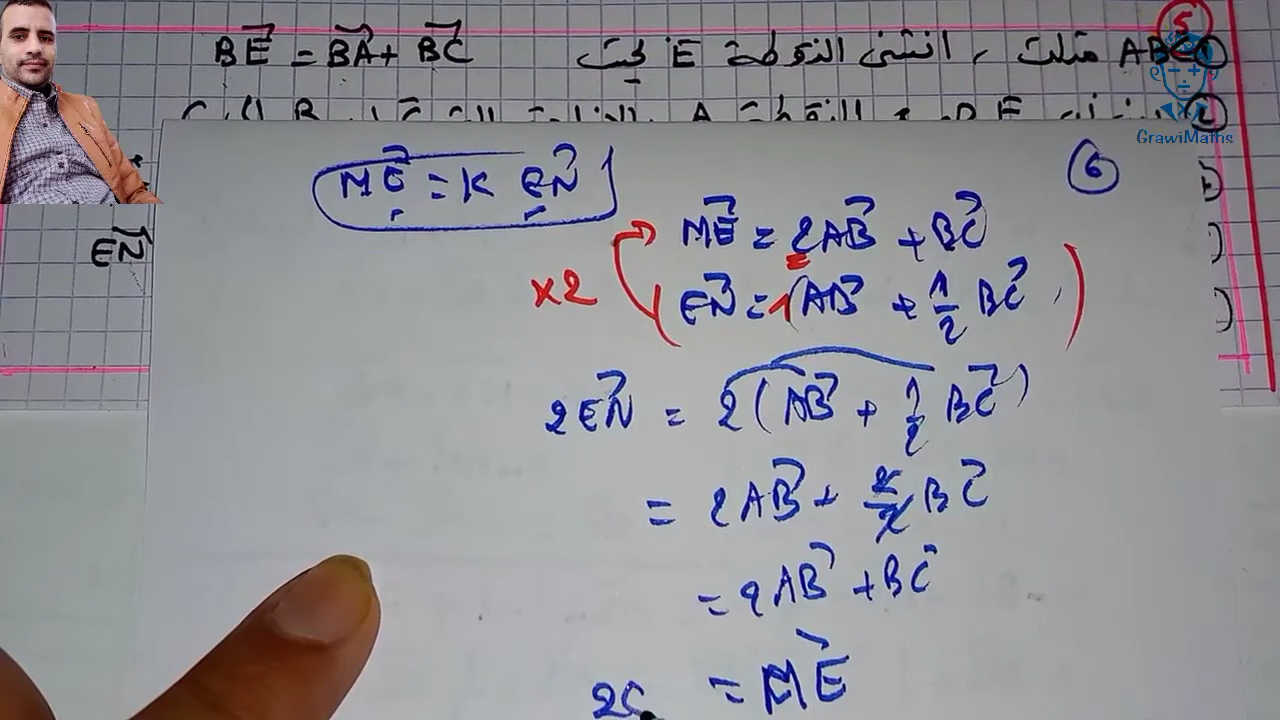 5
ABC مثلث ، انشئ النقطة E بحيث BE = BA + BC
GrawiMaths
6
ME = K EN
ME = 2AB + BC
×2
EN = 1(AB + 1/2 BC)
EN
2EN = 2(AB + 1/2 BC)
= 2AB + 2/2 BC
= 2AB + BC
= ME